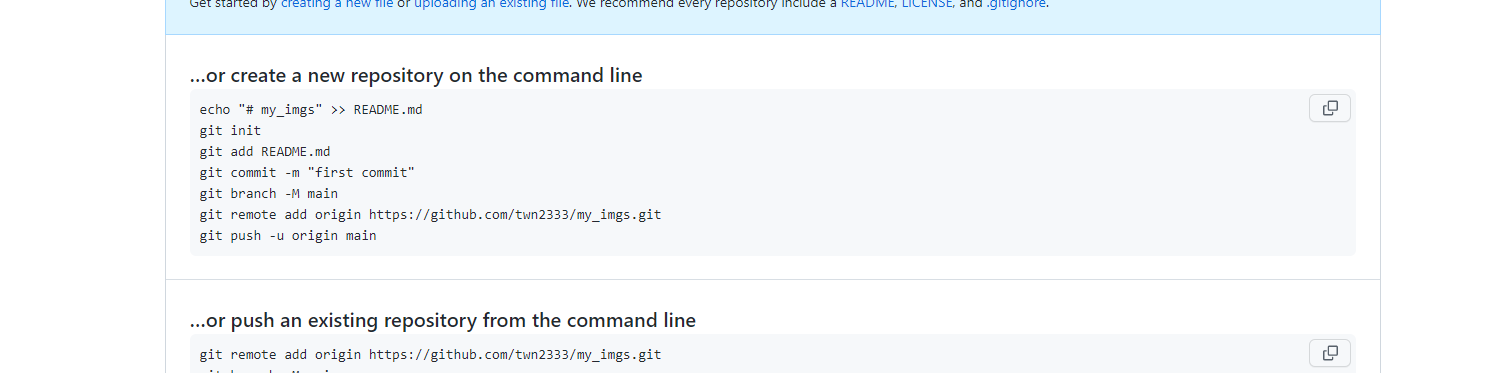 Get started by creating a new file or uploading an existing file. We recommend every repository include a README, LICENSE, and .gitignore.
…or create a new repository on the command line
echo "# my_imgs" >> README.md
git init
git add README.md
git commit -m "first commit"
git branch -M main
git remote add origin https://github.com/twn2333/my_imgs.git
git push -u origin main
…or push an existing repository from the command line
git remote add origin https://github.com/twn2333/my_imgs.git